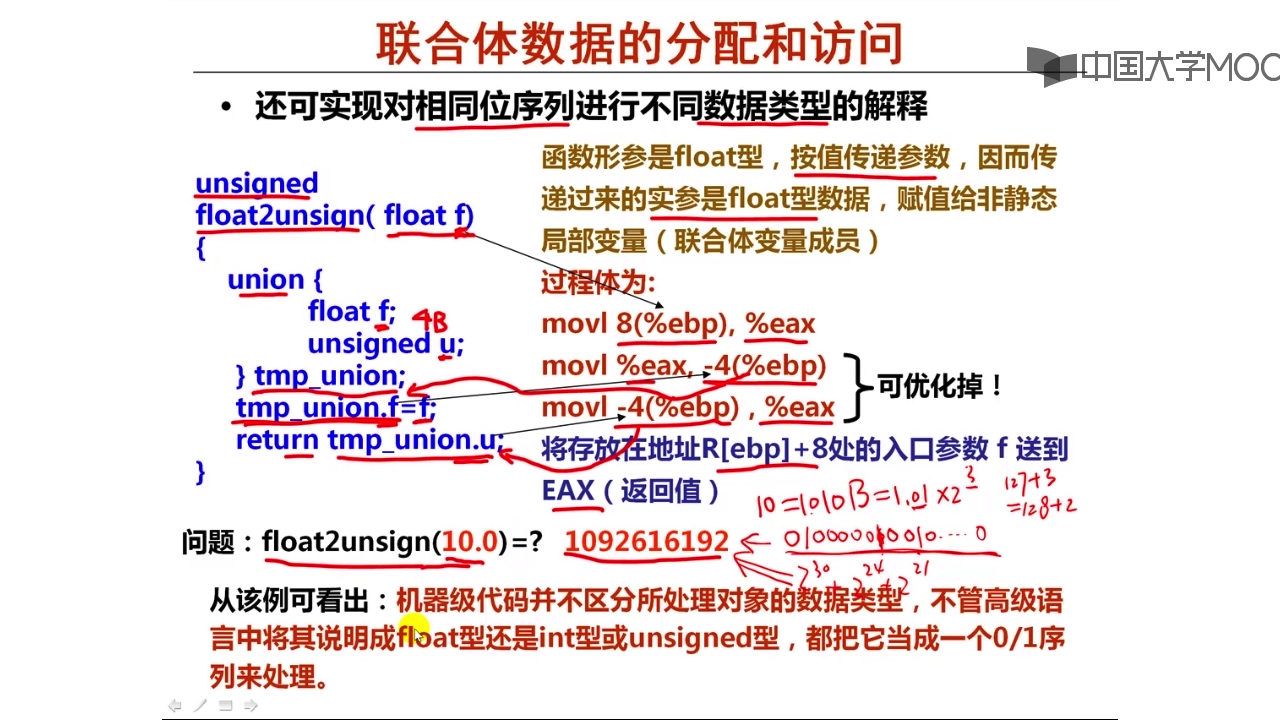 联合体数据的分配和访问
中国大学MOO
• 还可实现对相同位序列进行不同数据类型的解释
unsigned
float2unsign( float f)
{
union {
float f;
4B
unsigned u;
} tmp_union;
tmp_union.f=f;
return tmp_union.u;
}
函数形参是float型，按值传递参数，因而传
递过来的实参是float型数据，赋值给非静态
局部变量（联合体变量成员）
过程体为:
movl 8(%ebp), %eax
movl %eax, -4(%ebp)
movl -4(%ebp) , %eax
可优化掉！
将存放在地址R[ebp]+8处的入口参数 f 送到
EAX（返回值）
10=1010B=1.01×2^3
127+3
=128+2
问题：float2unsign(10.0)=? 1092616192
2^30 + 2^24 + 2^21
从该例可看出：机器级代码并不区分所处理对象的数据类型，不管高级语
言中将其说明成float型还是int型或unsigned型，都把它当成一个0/1序
列来处理。